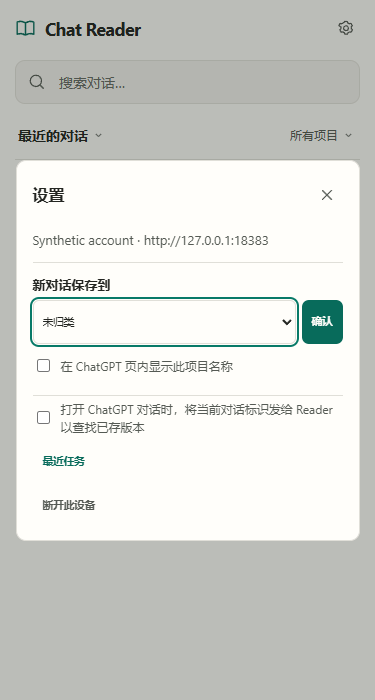 Chat Reader
搜索对话...
最近的对话
所有项目
设置
Synthetic account · http://127.0.0.1:18383
新对话保存到
未归类
确认
在 ChatGPT 页内显示此项目名称
打开 ChatGPT 对话时，将当前对话标识发给 Reader
以查找已存版本
最近任务
断开此设备